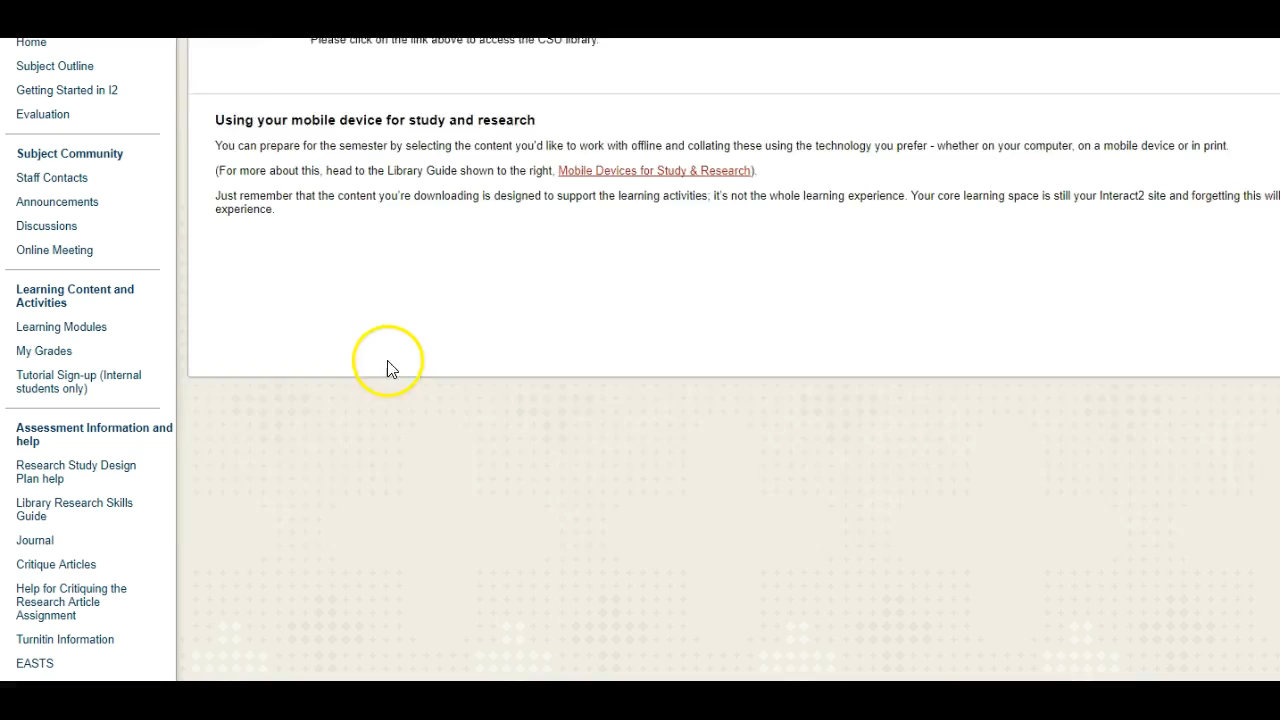 Home
Subject Outline
Getting Started in I2
Evaluation
Subject Community
Staff Contacts
Announcements
Discussions
Online Meeting
Learning Content and
Activities
Learning Modules
My Grades
Tutorial Sign-up (Internal
students only)
Assessment Information and
help
Research Study Design
Plan help
Library Research Skills
Guide
Journal
Critique Articles
Help for Critiquing the
Research Article
Assignment
Turnitin Information
EASTS
Please click on the link above to access the CSU library.
Using your mobile device for study and research
You can prepare for the semester by selecting the content you'd like to work with offline and collating these using the technology you prefer - whether on your computer, on a mobile device or in print.
(For more about this, head to the Library Guide shown to the right, Mobile Devices for Study & Research).
Just remember that the content you're downloading is designed to support the learning activities; it's not the whole learning experience. Your core learning space is still your Interact2 site and forgetting this will
experience.